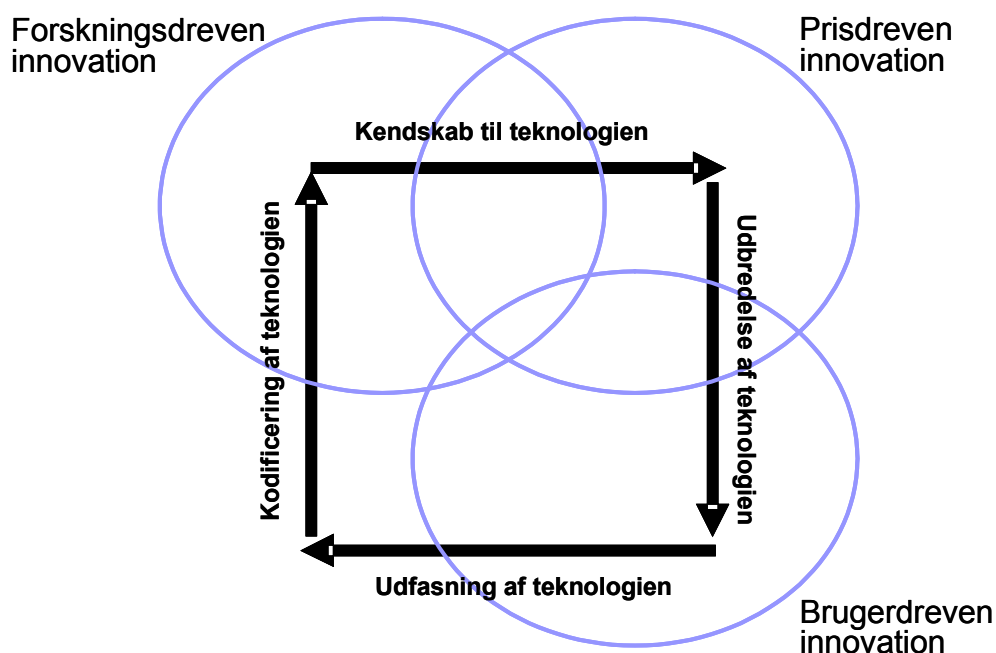 Forskningsdreven
innovation
Prisdreven
innovation
Kendskab til teknologien
Kodificering af teknologien
Udbredelse af teknologien
Udfasning af teknologien
Brugerdreven
innovation